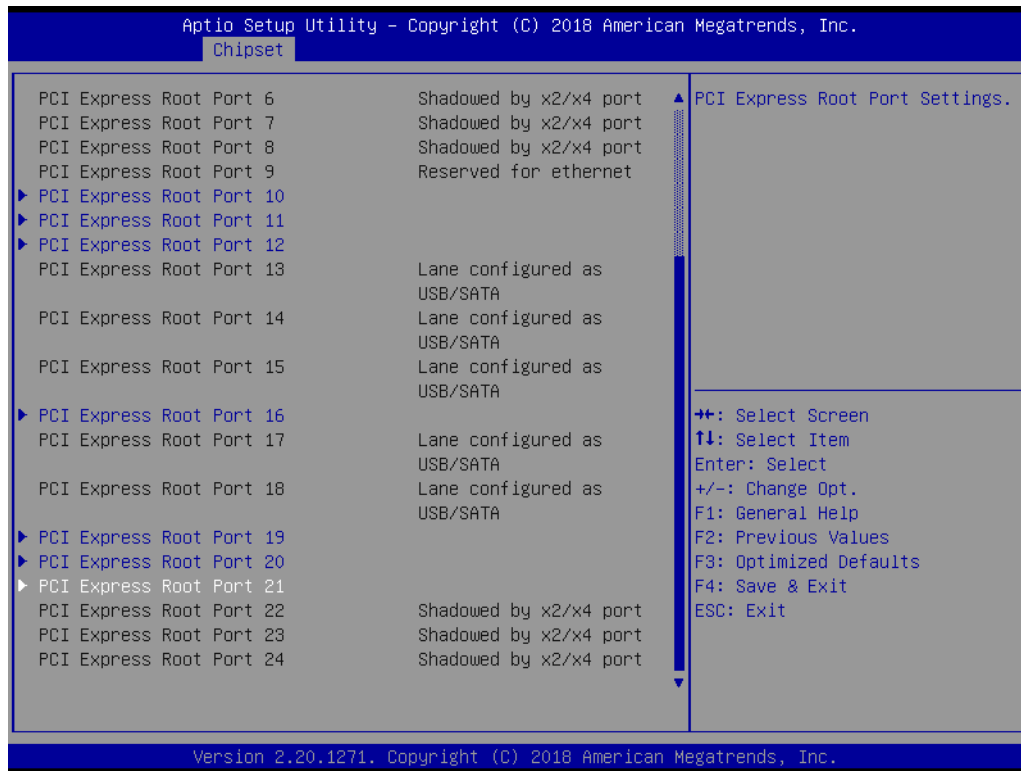 Aptio Setup Utility – Copyright (C) 2018 American Megatrends, Inc.
Chipset
PCI Express Root Port 6 Shadowed by x2/x4 port
PCI Express Root Port 7 Shadowed by x2/x4 port
PCI Express Root Port 8 Shadowed by x2/x4 port
PCI Express Root Port 9 Reserved for ethernet
PCI Express Root Port 10
PCI Express Root Port 11
PCI Express Root Port 12
PCI Express Root Port 13 Lane configured as
USB/SATA
PCI Express Root Port 14 Lane configured as
USB/SATA
PCI Express Root Port 15 Lane configured as
USB/SATA
PCI Express Root Port 16
PCI Express Root Port 17 Lane configured as
USB/SATA
PCI Express Root Port 18 Lane configured as
USB/SATA
PCI Express Root Port 19
PCI Express Root Port 20
PCI Express Root Port 21
PCI Express Root Port 22 Shadowed by x2/x4 port
PCI Express Root Port 23 Shadowed by x2/x4 port
PCI Express Root Port 24 Shadowed by x2/x4 port
PCI Express Root Port Settings.
→←: Select Screen
↑↓: Select Item
Enter: Select
+/-: Change Opt.
F1: General Help
F2: Previous Values
F3: Optimized Defaults
F4: Save & Exit
ESC: Exit
Version 2.20.1271. Copyright (C) 2018 American Megatrends, Inc.